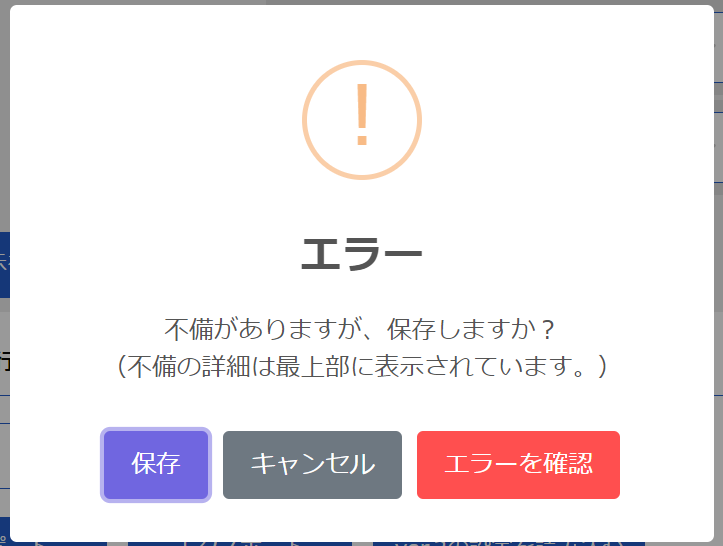 !
エラー
不備がありますが、保存しますか？
（不備の詳細は最上部に表示されています。）
保存
キャンセル
エラーを確認
行